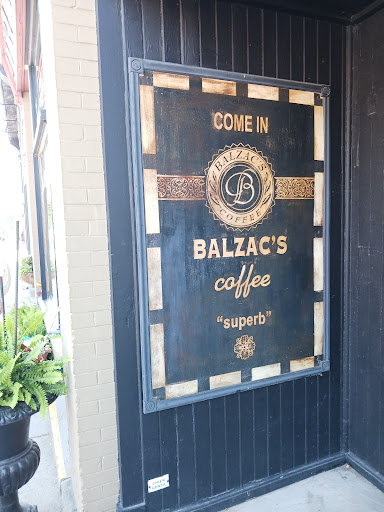 COME IN
BALZAC'S
B
COFFEE
BALZAC'S
coffee
"superb"